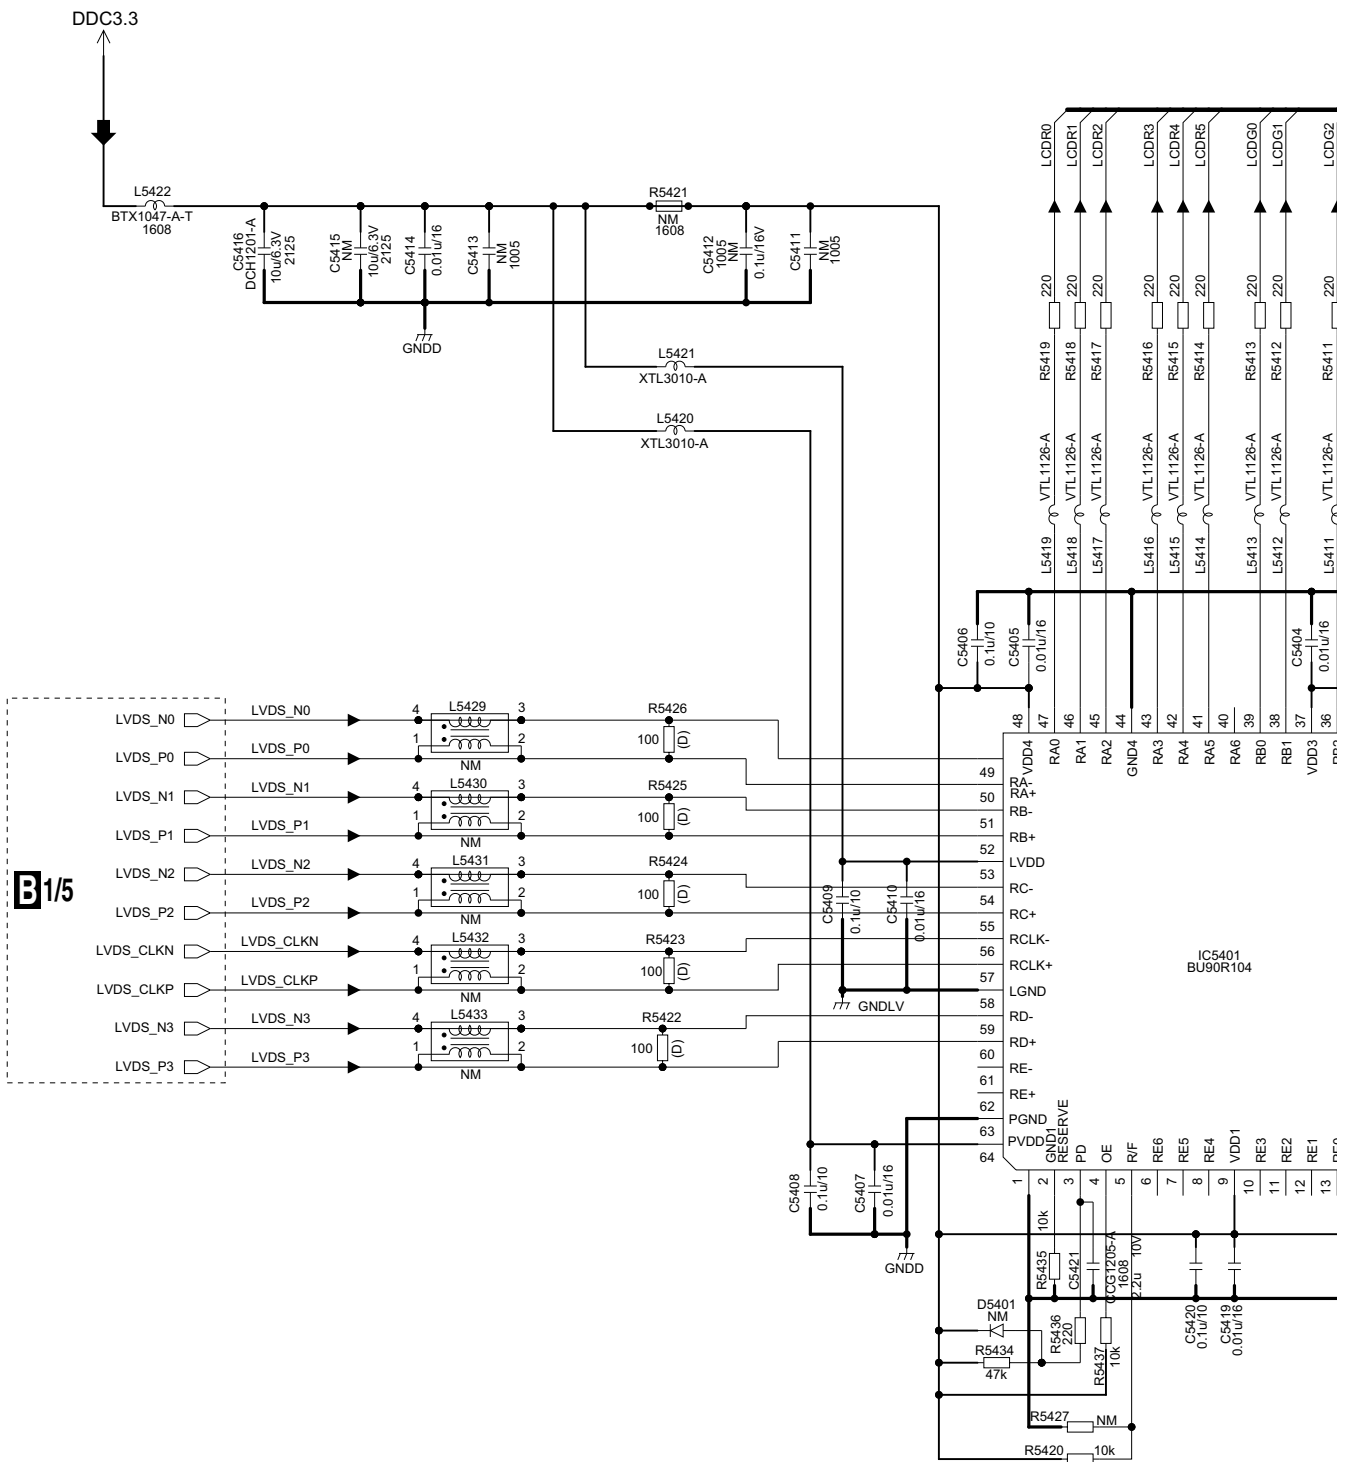 DDC3.3
L5422
BTX1047-A-T
1608
C5416
DCH1201-A
10u/6.3V
2125
C5415
NM
10u/6.3V
2125
C5414
0.01u/16
C5413
NM
1005
R5421
NM
1608
C5412
1005
NM
0.1u/16V
C5411
NM
1005
GNDD
L5421
XTL3010-A
L5420
XTL3010-A
LCDR0
LCDR1
LCDR2
LCDR3
LCDR4
LCDR5
LCDG0
LCDG1
LCDG2
220
220
220
220
220
220
220
220
220
R5419
R5418
R5417
R5416
R5415
R5414
R5413
R5412
R5411
VTL1126-A
VTL1126-A
VTL1126-A
VTL1126-A
VTL1126-A
VTL1126-A
VTL1126-A
VTL1126-A
VTL1126-A
L5419
L5418
L5417
L5416
L5415
L5414
L5413
L5412
L5411
C5406
0.1u/10
C5405
0.01u/16
C5404
0.01u/16
48
47
46
45
44
43
42
41
40
39
38
37
36
VDD4
RA0
RA1
RA2
GND4
RA3
RA4
RA5
RA6
RB0
RB1
VDD3
RB2
B 1/5
LVDS_N0 LVDS_N0 4 L5429 3 R5426
100 (D)
LVDS_P0 LVDS_P0 1 2
NM
LVDS_N1 LVDS_N1 4 L5430 3 R5425
100 (D)
LVDS_P1 LVDS_P1 1 2
NM
LVDS_N2 LVDS_N2 4 L5431 3 R5424
100 (D)
LVDS_P2 LVDS_P2 1 2
NM
LVDS_CLKN LVDS_CLKN 4 L5432 3 R5423
100 (D)
LVDS_CLKP LVDS_CLKP 1 2
NM
LVDS_N3 LVDS_N3 4 L5433 3 R5422
100 (D)
LVDS_P3 LVDS_P3 1 2
NM
49
RA-
RA+
50
RB-
51
RB+
52
LVDD
53
RC-
54
RC+
55
RCLK-
56
RCLK+
57
LGND
58
RD-
59
RD+
60
RE-
61
RE+
62
PGND
63
PVDD
64
C5409
0.1u/10
C5410
0.01u/16
GNDLV
IC5401
BU90R104
C5408
0.1u/10
C5407
0.01u/16
GNDD
GND1
RESERVE
PD
OE
R/F
RE6
RE5
RE4
VDD1
RE3
RE2
RE1
RE0
1
2
3
4
5
6
7
8
9
10
11
12
13
10k
R5435
C5421
CCG1205-A
1608
2.2u 10V
C5420
0.1u/10
C5419
0.01u/16
D5401
NM
R5434
47k
R5436
220
R5437
10k
R5427 NM
R5420 10k